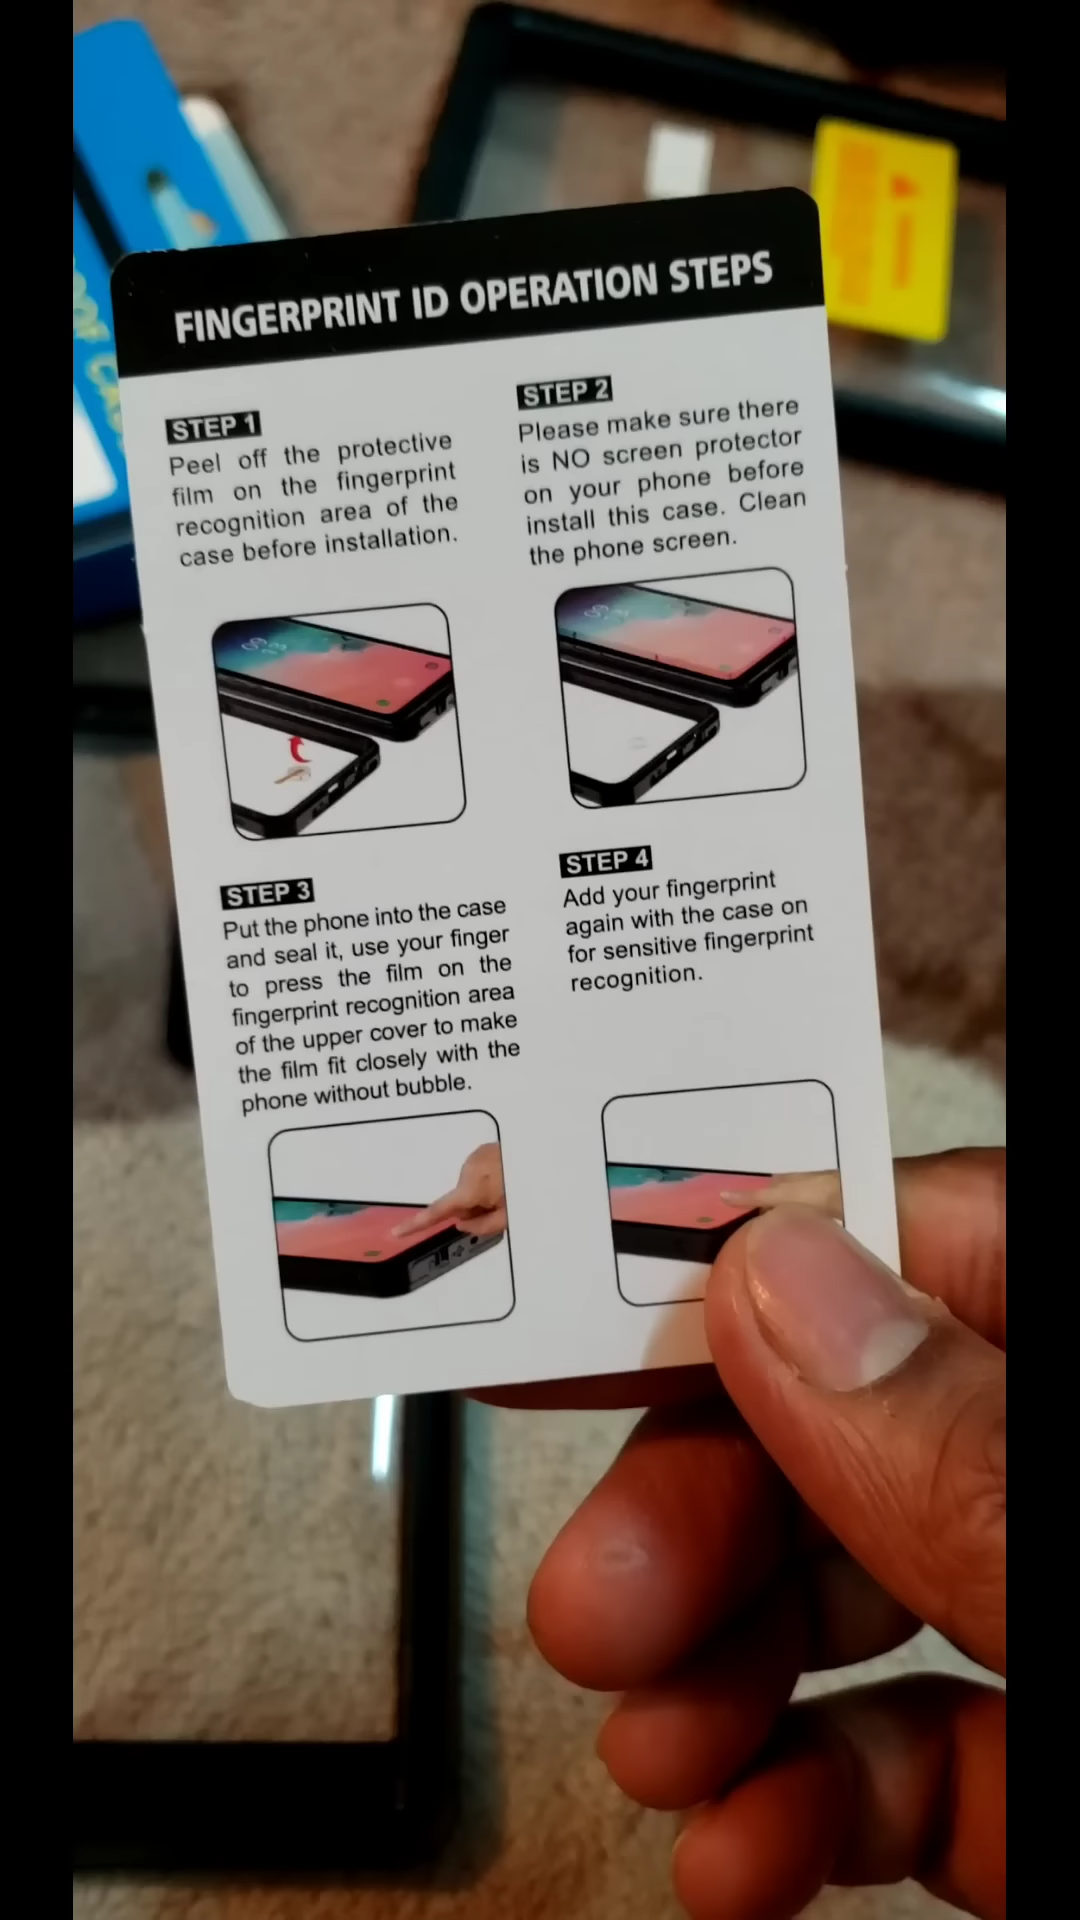 FINGERPRINT ID OPERATION STEPS
STEP 1
Peel off the protective
film on the fingerprint
recognition area of the
case before installation.
STEP 2
Please make sure there
is NO screen protector
on your phone before
install this case. Clean
the phone screen.
STEP 3
Put the phone into the case
and seal it, use your finger
to press the film on the
fingerprint recognition area
of the upper cover to make
the film fit closely with the
phone without bubble.
STEP 4
Add your fingerprint
again with the case on
for sensitive fingerprint
recognition.